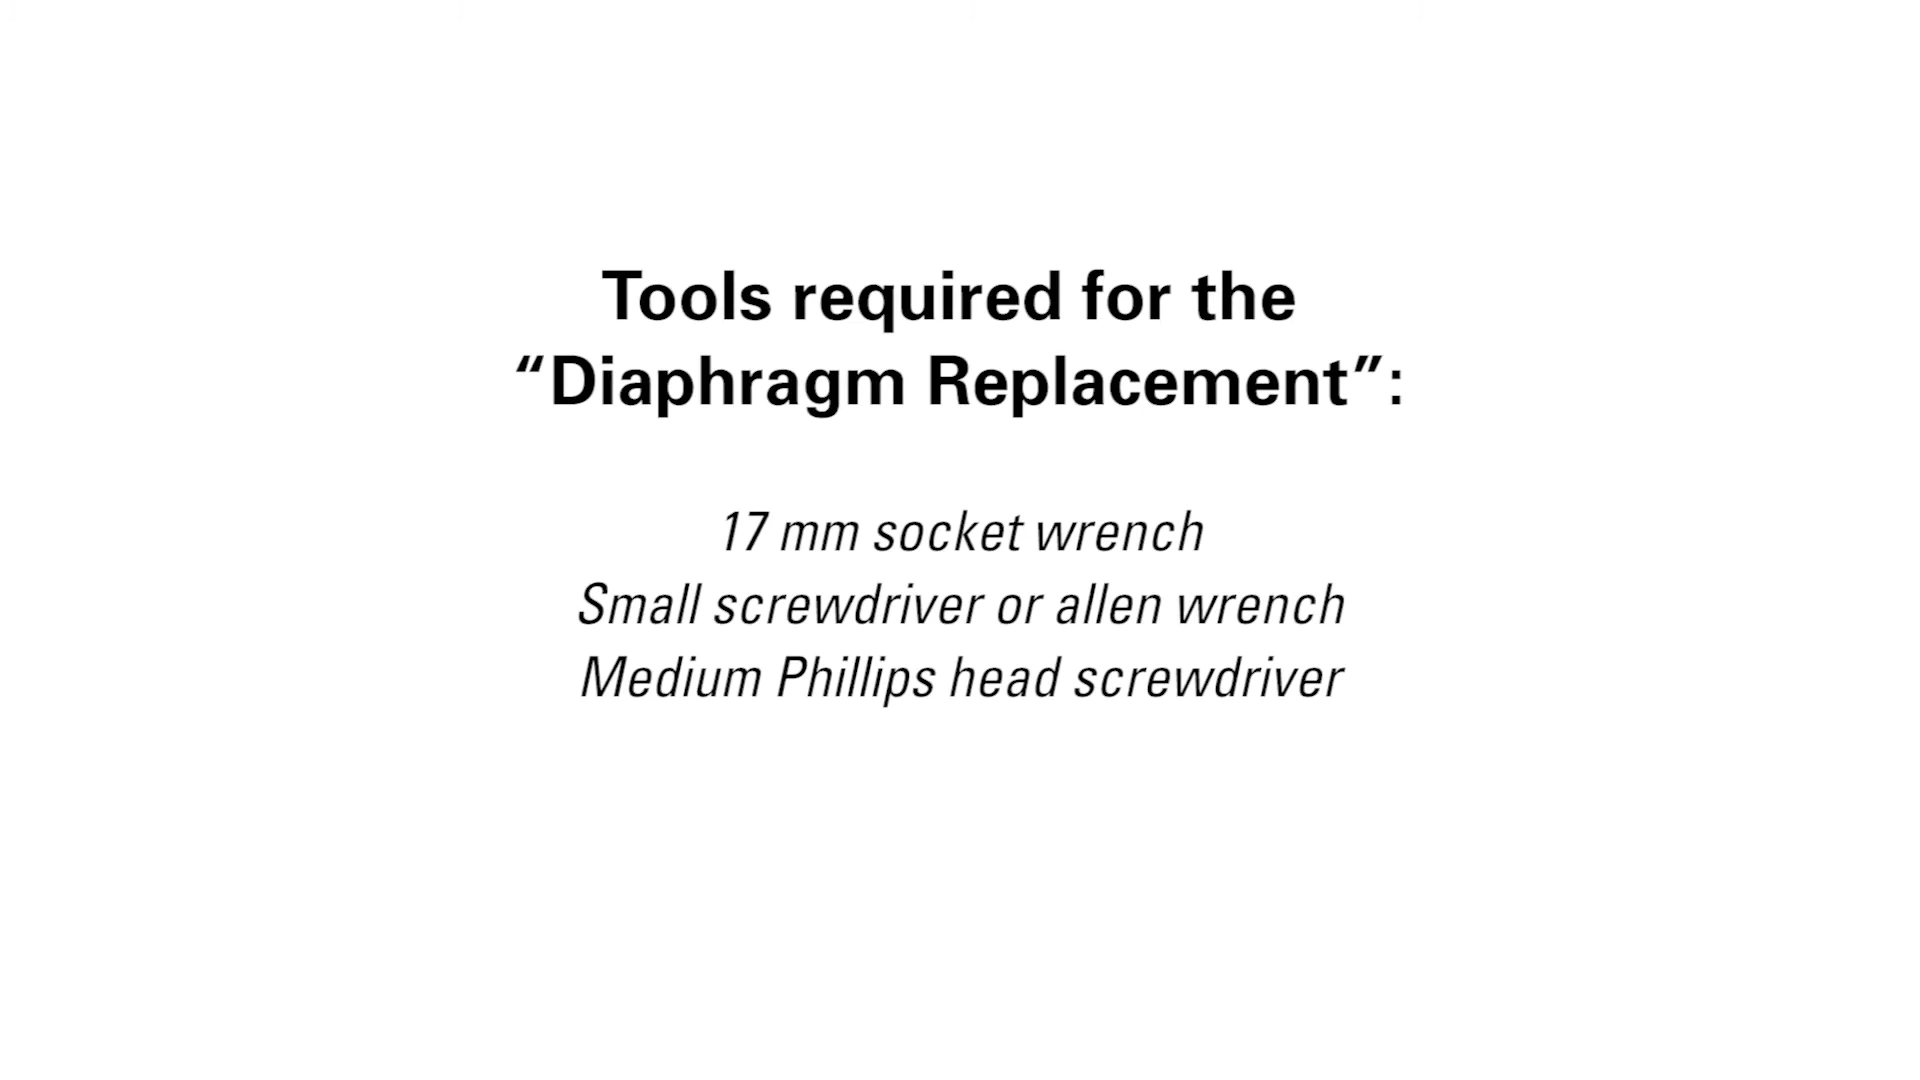 Tools required for the
“Diaphragm Replacement”:
17 mm socket wrench
Small screwdriver or allen wrench
Medium Phillips head screwdriver